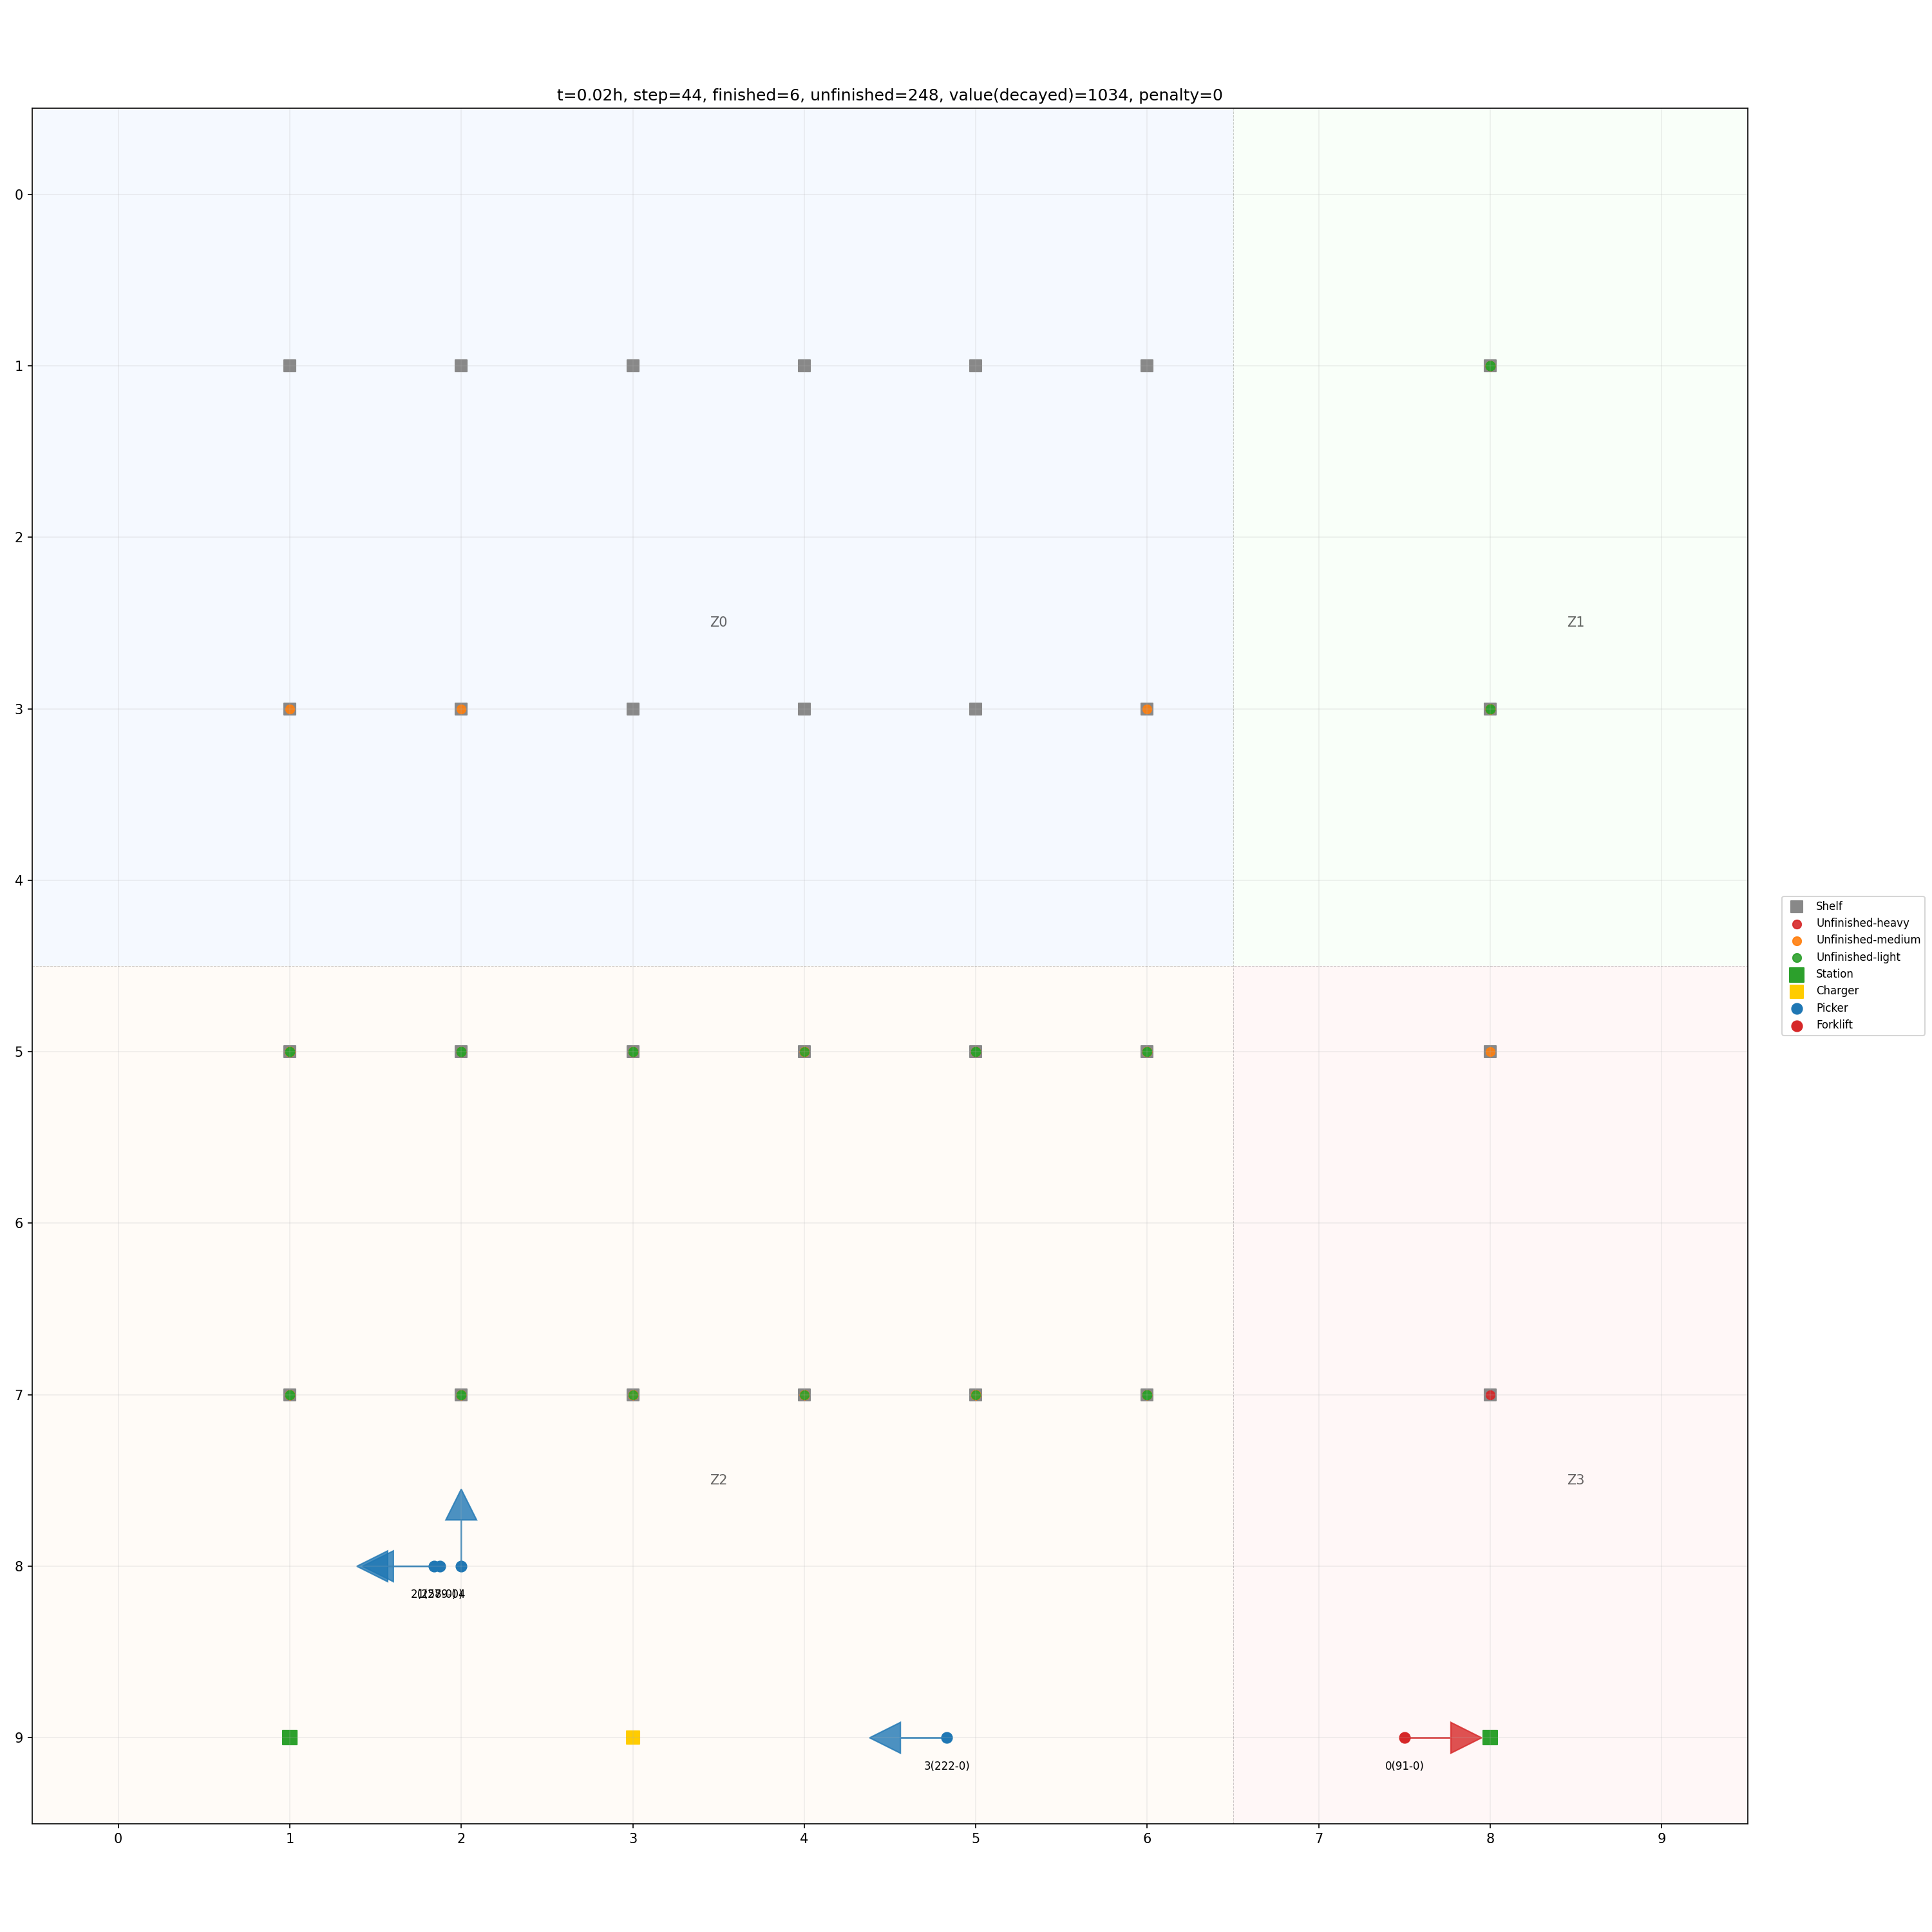 t=0.02h, step=44, finished=6, unfinished=248, value(decayed)=1034, penalty=0
0
1
2
3
4
5
6
7
8
9
Z0
Z1
Z2
Z3
3(222-0)
0(91-0)
0 1 2 3 4 5 6 7 8 9
Shelf
Unfinished-heavy
Unfinished-medium
Unfinished-light
Station
Charger
Picker
Forklift